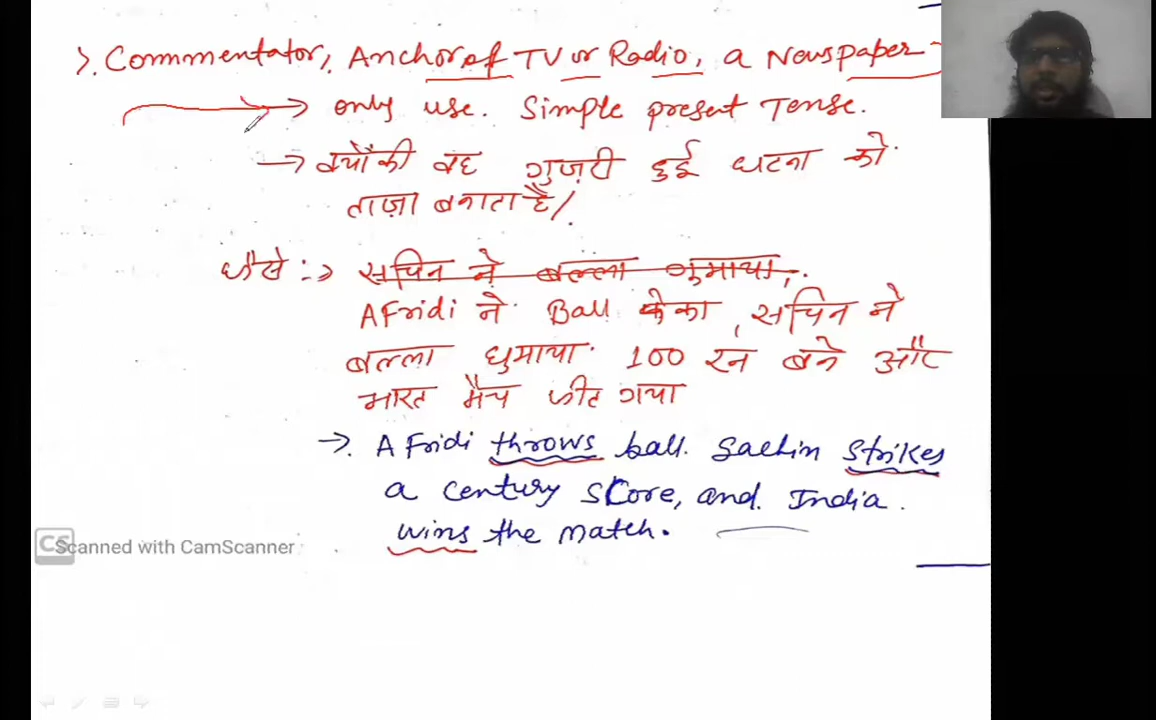 >. Commentator, Anchor of TV or Radio, a Newspaper
→ only use. Simple present Tense.
→ क्योंकी वह गुज़री हुई घटना को
ताज़ा बनाता है/
जैसे :-> सचिन ने बल्ला घुमाया,
AFridi ने Ball फेका, सचिन ने
बल्ला घुमाया. 100 रन बने और
भारत मैच जीत गया
→. AFridi throws ball. Sachin strikes
a century score, and India.
wins the match.
CS Scanned with CamScanner